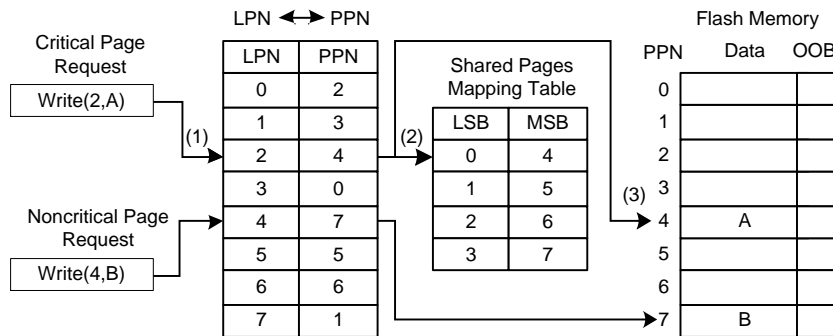 LPN PPN
Flash Memory
Critical Page
Request
Write(2,A)
Noncritical Page
Request
Write(4,B)
(1)
LPN PPN
0 2
1 3
2 4
3 0
4 7
5 5
6 6
7 1
(2)
Shared Pages
Mapping Table
LSB MSB
0 4
1 5
2 6
3 7
(3)
PPN Data OOB
0
1
2
3
4 A
5
6
7 B